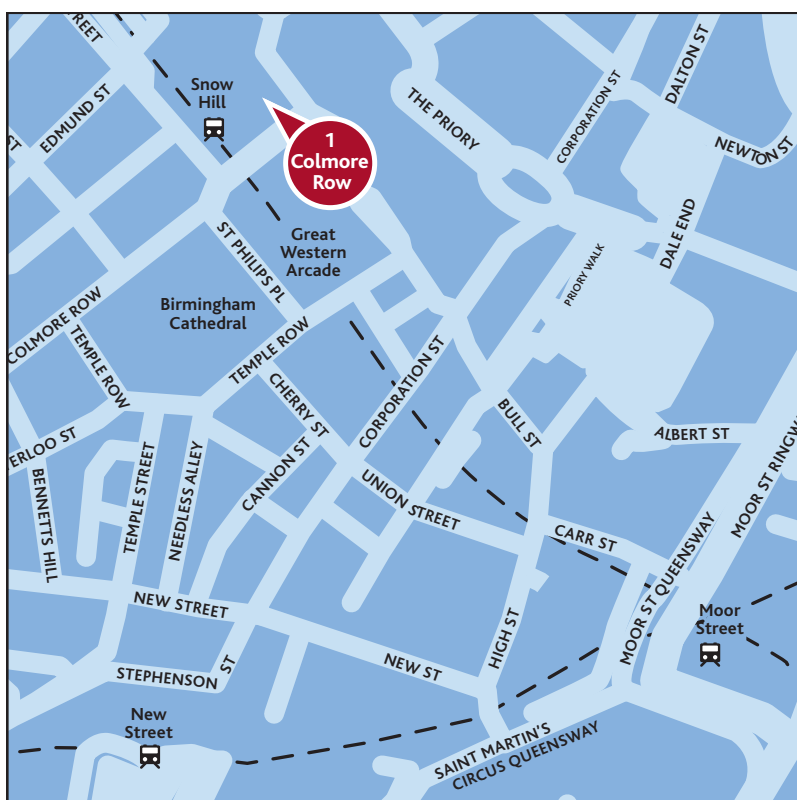 REET
Snow
Hill
EDMUND ST
ST
1
Colmore
Row
THE PRIORY
CORPORATION ST
DALTON ST
NEWTON ST
ST PHILIPS PL
Great
Western
Arcade
PRIORY WALK
DALE END
Birmingham
Cathedral
COLMORE ROW
TEMPLE ROW
TEMPLE ROW
CHERRY ST
CORPORATION ST
BULL ST
ALBERT ST
ERLOO ST
BENNETTS HILL
TEMPLE STREET
NEEDLESS ALLEY
CANNON ST
UNION STREET
CARR ST
MOOR ST QUEENSWAY
MOOR ST RINGW
NEW STREET
NEW ST
HIGH ST
Moor
Street
STEPHENSON ST
New
Street
SAINT MARTIN'S
CIRCUS QUEENSWAY